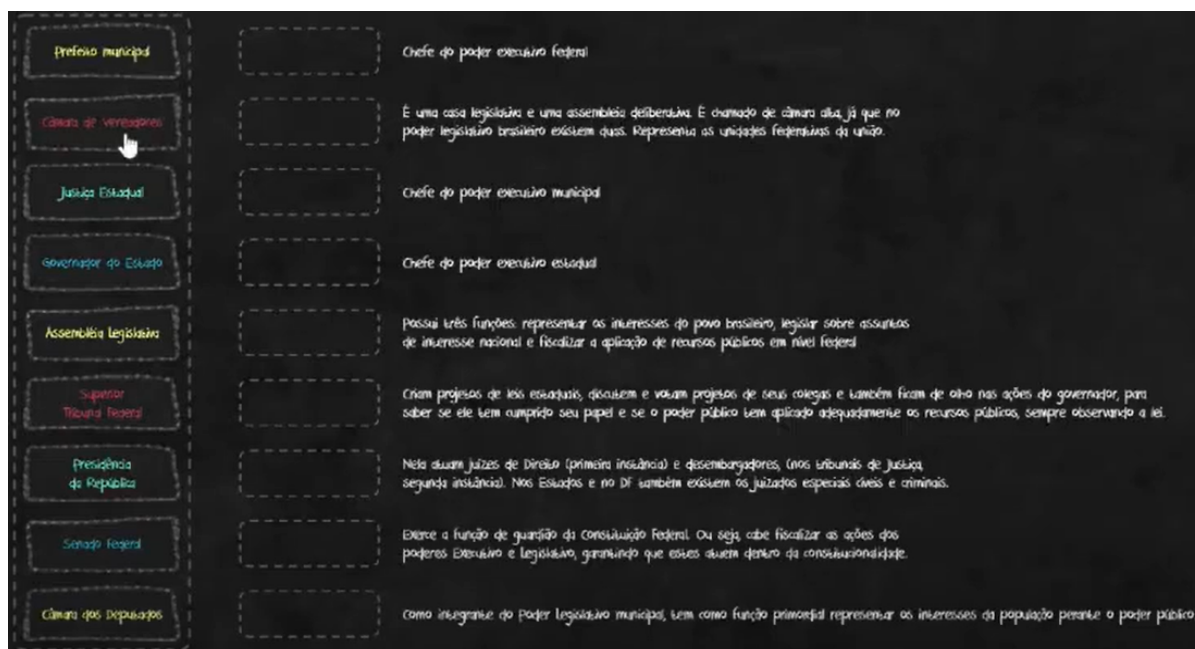 Prefeito municipal
Chefe do poder executivo federal
Câmara de Vereadores
É uma casa legislativa e uma assembleia deliberativa. É chamado de câmara alta, já que no
poder legislativo brasileiro existem duas. Representa as unidades federativas da união.
Justiça Estadual
Chefe do poder executivo municipal
Governador do Estado
Chefe do poder executivo estadual
Assembléia Legislativa
Possui três funções: representar os interesses do povo brasileiro, legislar sobre assuntos
de interesse nacional e fiscalizar a aplicação de recursos públicos em nível federal
Supremor
Tribunal Federal
Criam projetos de leis estaduais, discutem e votam projetos de seus colegas e também ficam de olho nas ações do governador, para
saber se ele tem cumprido seu papel e se o poder público tem aplicado adequadamente os recursos públicos, sempre observando a lei.
Presidência
da República
Nela atuam juízes de Direito (primeira instância) e desembargadores, (nos tribunais de Justiça,
segunda instância). Nos Estados e no DF também existem os juizados especiais cíveis e criminais.
Senado Federal
Exerce a função de guardião da Constituição Federal. Ou seja, cabe fiscalizar as ações dos
poderes Executivo e Legislativo, garantindo que estes atuem dentro da constitucionalidade.
Câmara dos Deputados
Como integrante do Poder Legislativo municipal, tem como função primordial representar os interesses da população perante o poder público